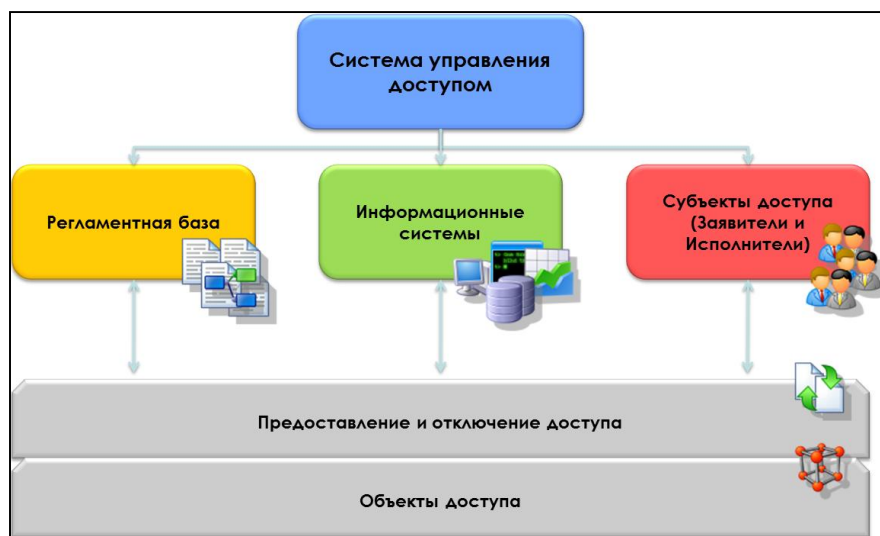 Система управления
доступом
Регламентная база
Информационные
системы
Субъекты доступа
(Заявители и
Исполнители)
Предоставление и отключение доступа
Объекты доступа